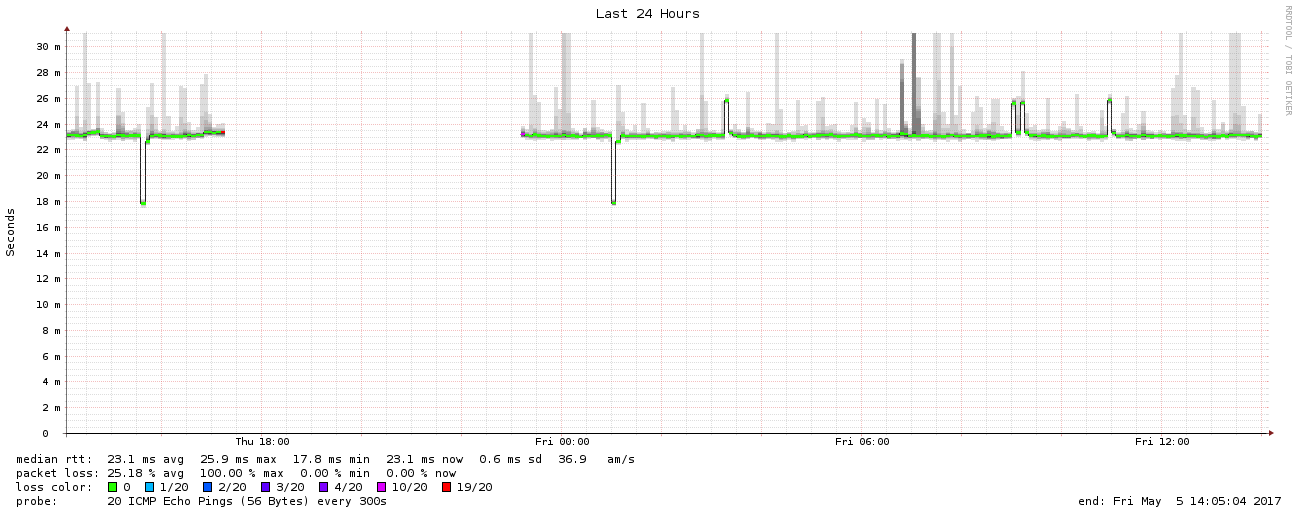 Last 24 Hours
RRDTOOL / TOBI OETIKER
Seconds
30 m
28 m
26 m
24 m
22 m
20 m
18 m
16 m
14 m
12 m
10 m
8 m
6 m
4 m
2 m
0
Thu 18:00 Fri 00:00 Fri 06:00 Fri 12:00
median rtt: 23.1 ms avg 25.9 ms max 17.8 ms min 23.1 ms now 0.6 ms sd 36.9 am/s
packet loss: 25.18 % avg 100.00 % max 0.00 % min 0.00 % now
loss color: 0 1/20 2/20 3/20 4/20 10/20 19/20
probe: 20 ICMP Echo Pings (56 Bytes) every 300s end: Fri May 5 14:05:04 2017